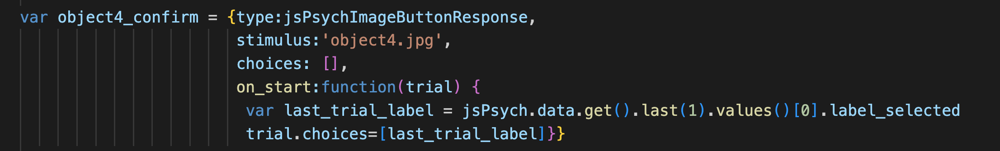 var object4_confirm = {type:jsPsychImageButtonResponse,
stimulus:'object4.jpg',
choices: [],
on_start:function(trial) {
var last_trial_label = jsPsych.data.get().last(1).values()[0].label_selected
trial.choices=[last_trial_label]}}